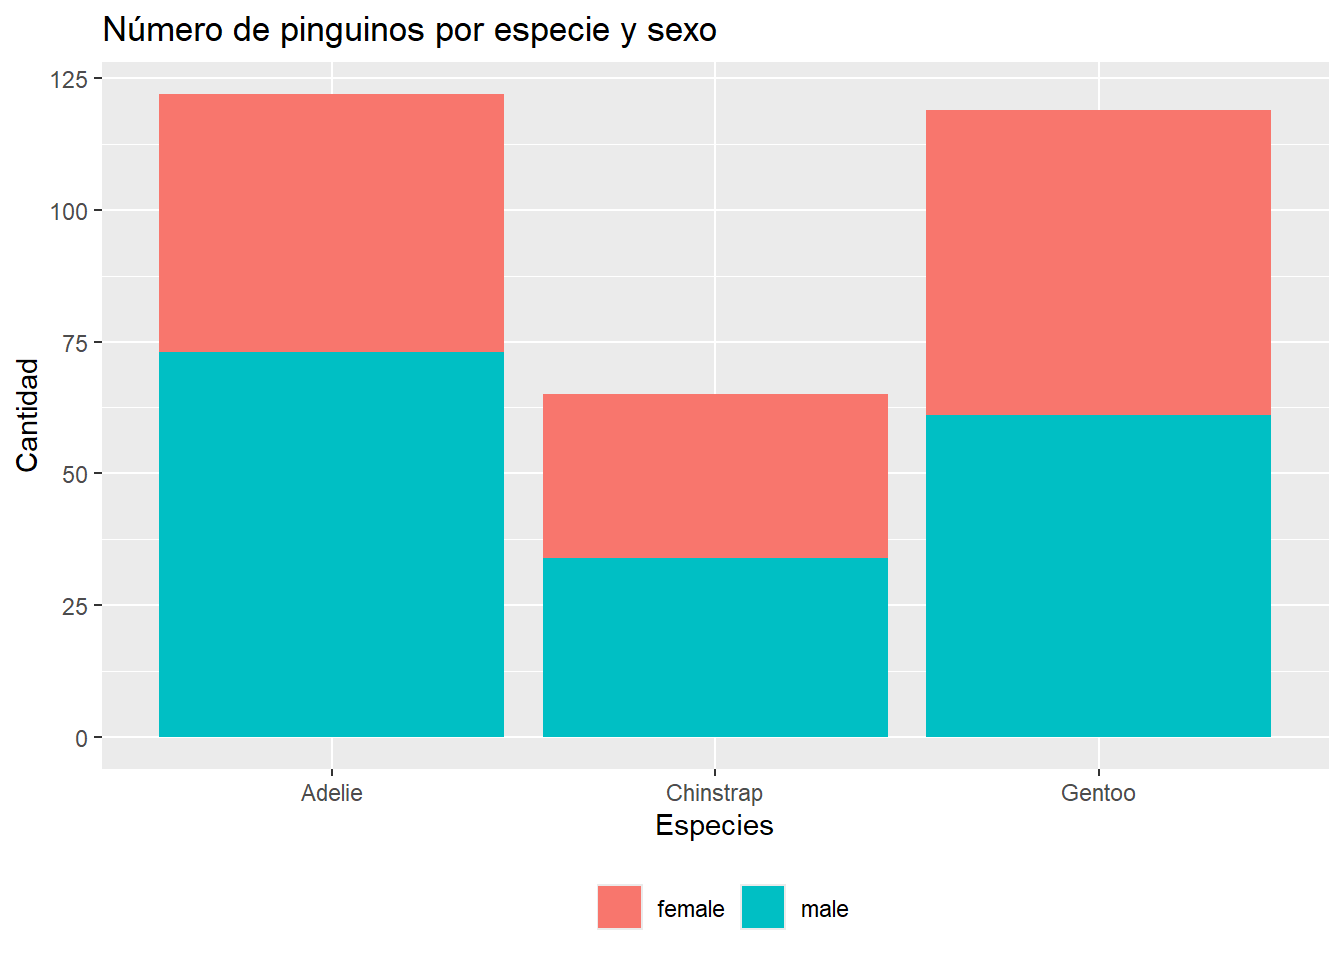 Número de pinguinos por especie y sexo
125
100
75
50
25
0
Cantidad
Adelie Chinstrap Gentoo
Especies
female male